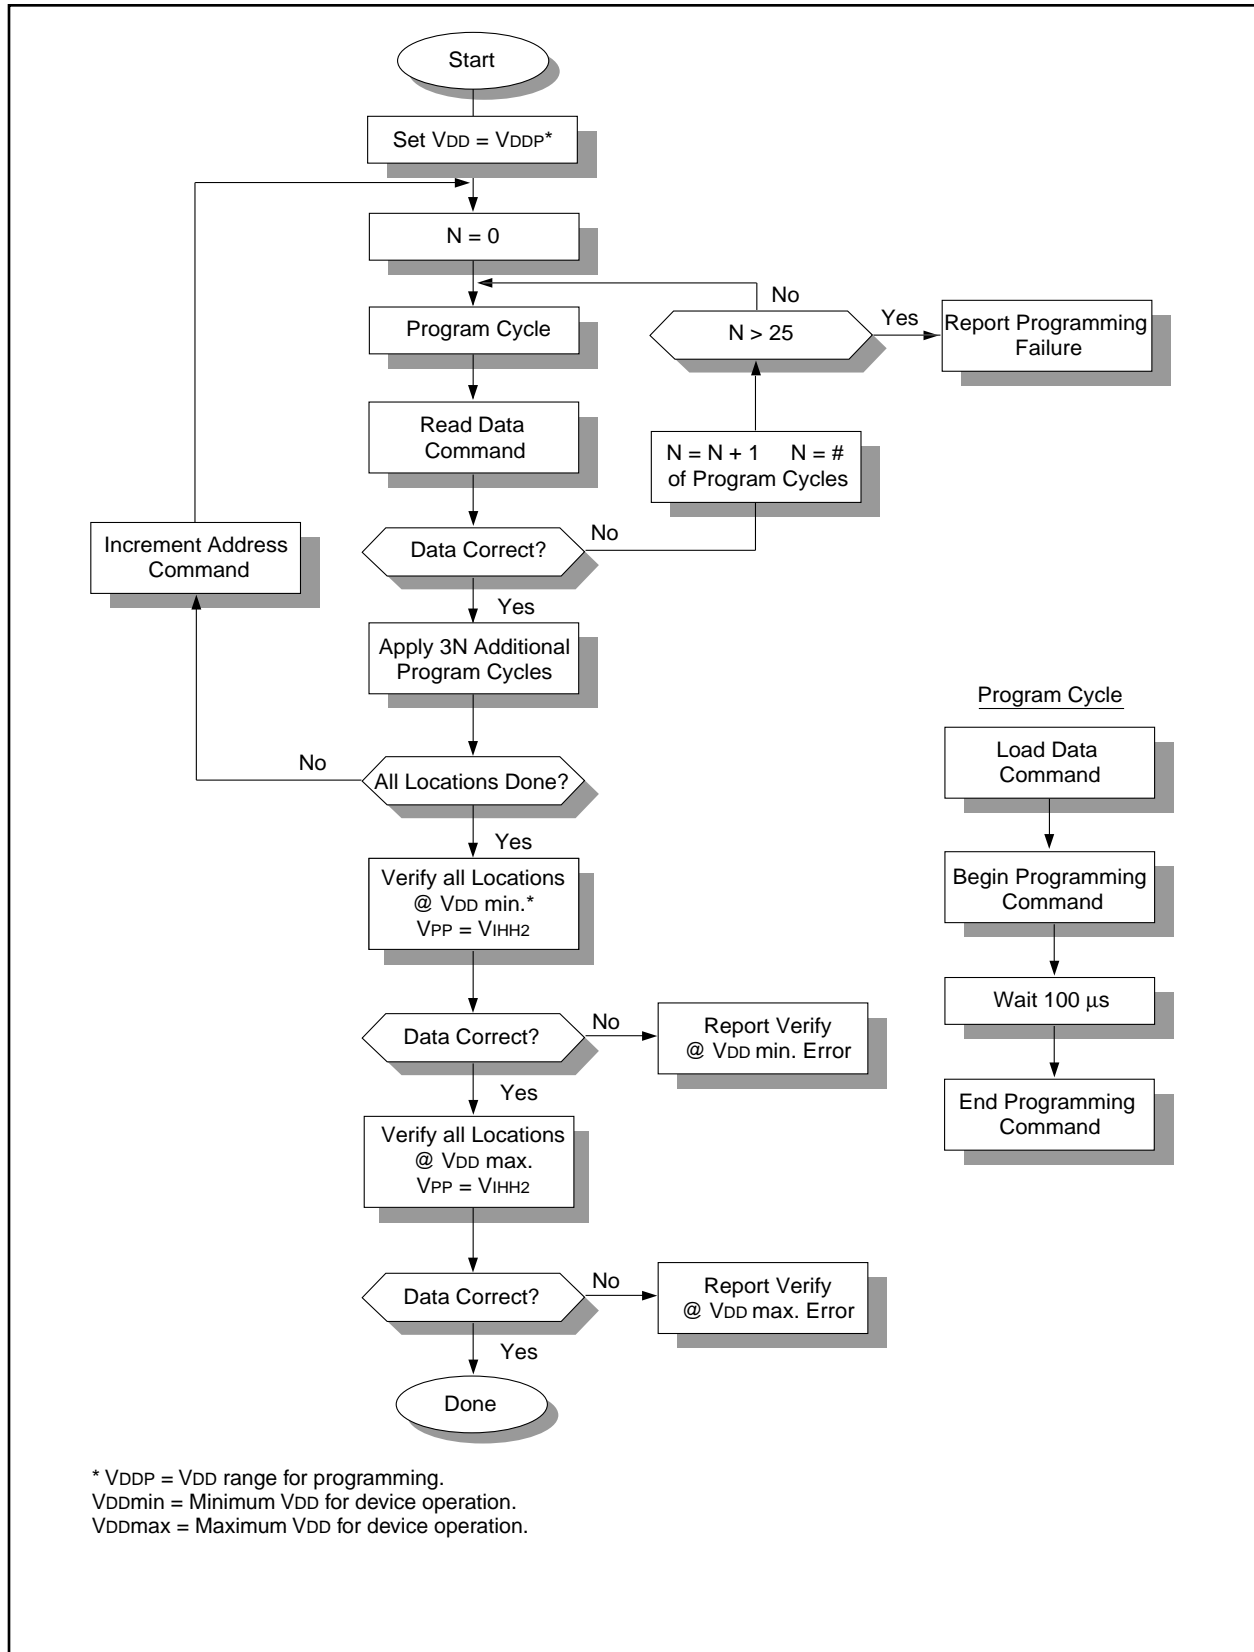 Start
Set VDD = VDDP*
N = 0
No
Program Cycle
N > 25
Yes
Report Programming
Failure
Read Data
Command
N = N + 1 N = #
of Program Cycles
Increment Address
Command
Data Correct?
No
Yes
Apply 3N Additional
Program Cycles
No
All Locations Done?
Yes
Verify all Locations
@ VDD min.*
VPP = VIHH2
Data Correct?
No
Report Verify
@ VDD min. Error
Yes
Verify all Locations
@ VDD max.
VPP = VIHH2
Data Correct?
No
Report Verify
@ VDD max. Error
Yes
Done
Program Cycle
Load Data
Command
Begin Programming
Command
Wait 100 µs
End Programming
Command
* VDDP = VDD range for programming.
VDDmin = Minimum VDD for device operation.
VDDmax = Maximum VDD for device operation.